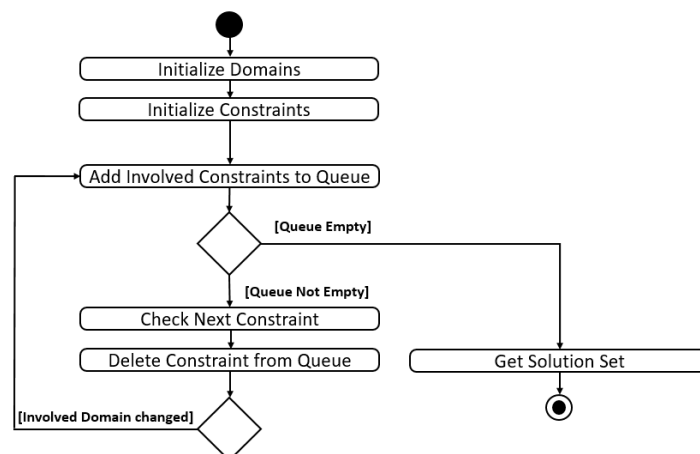 Initialize Domains
Initialize Constraints
Add Involved Constraints to Queue
[Queue Empty]
[Queue Not Empty]
Check Next Constraint
Delete Constraint from Queue
Get Solution Set
[Involved Domain changed]